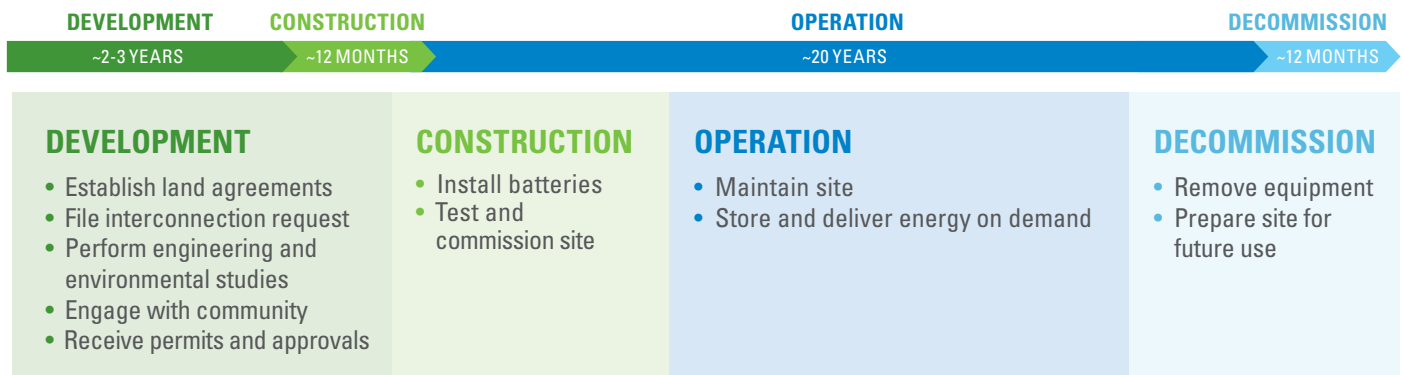 DEVELOPMENT CONSTRUCTION OPERATION DECOMMISSION
~2-3 YEARS ~12 MONTHS ~20 YEARS ~12 MONTHS
DEVELOPMENT
• Establish land agreements
• File interconnection request
• Perform engineering and
environmental studies
• Engage with community
• Receive permits and approvals
CONSTRUCTION
• Install batteries
• Test and
commission site
OPERATION
• Maintain site
• Store and deliver energy on demand
DECOMMISSION
• Remove equipment
• Prepare site for
future use